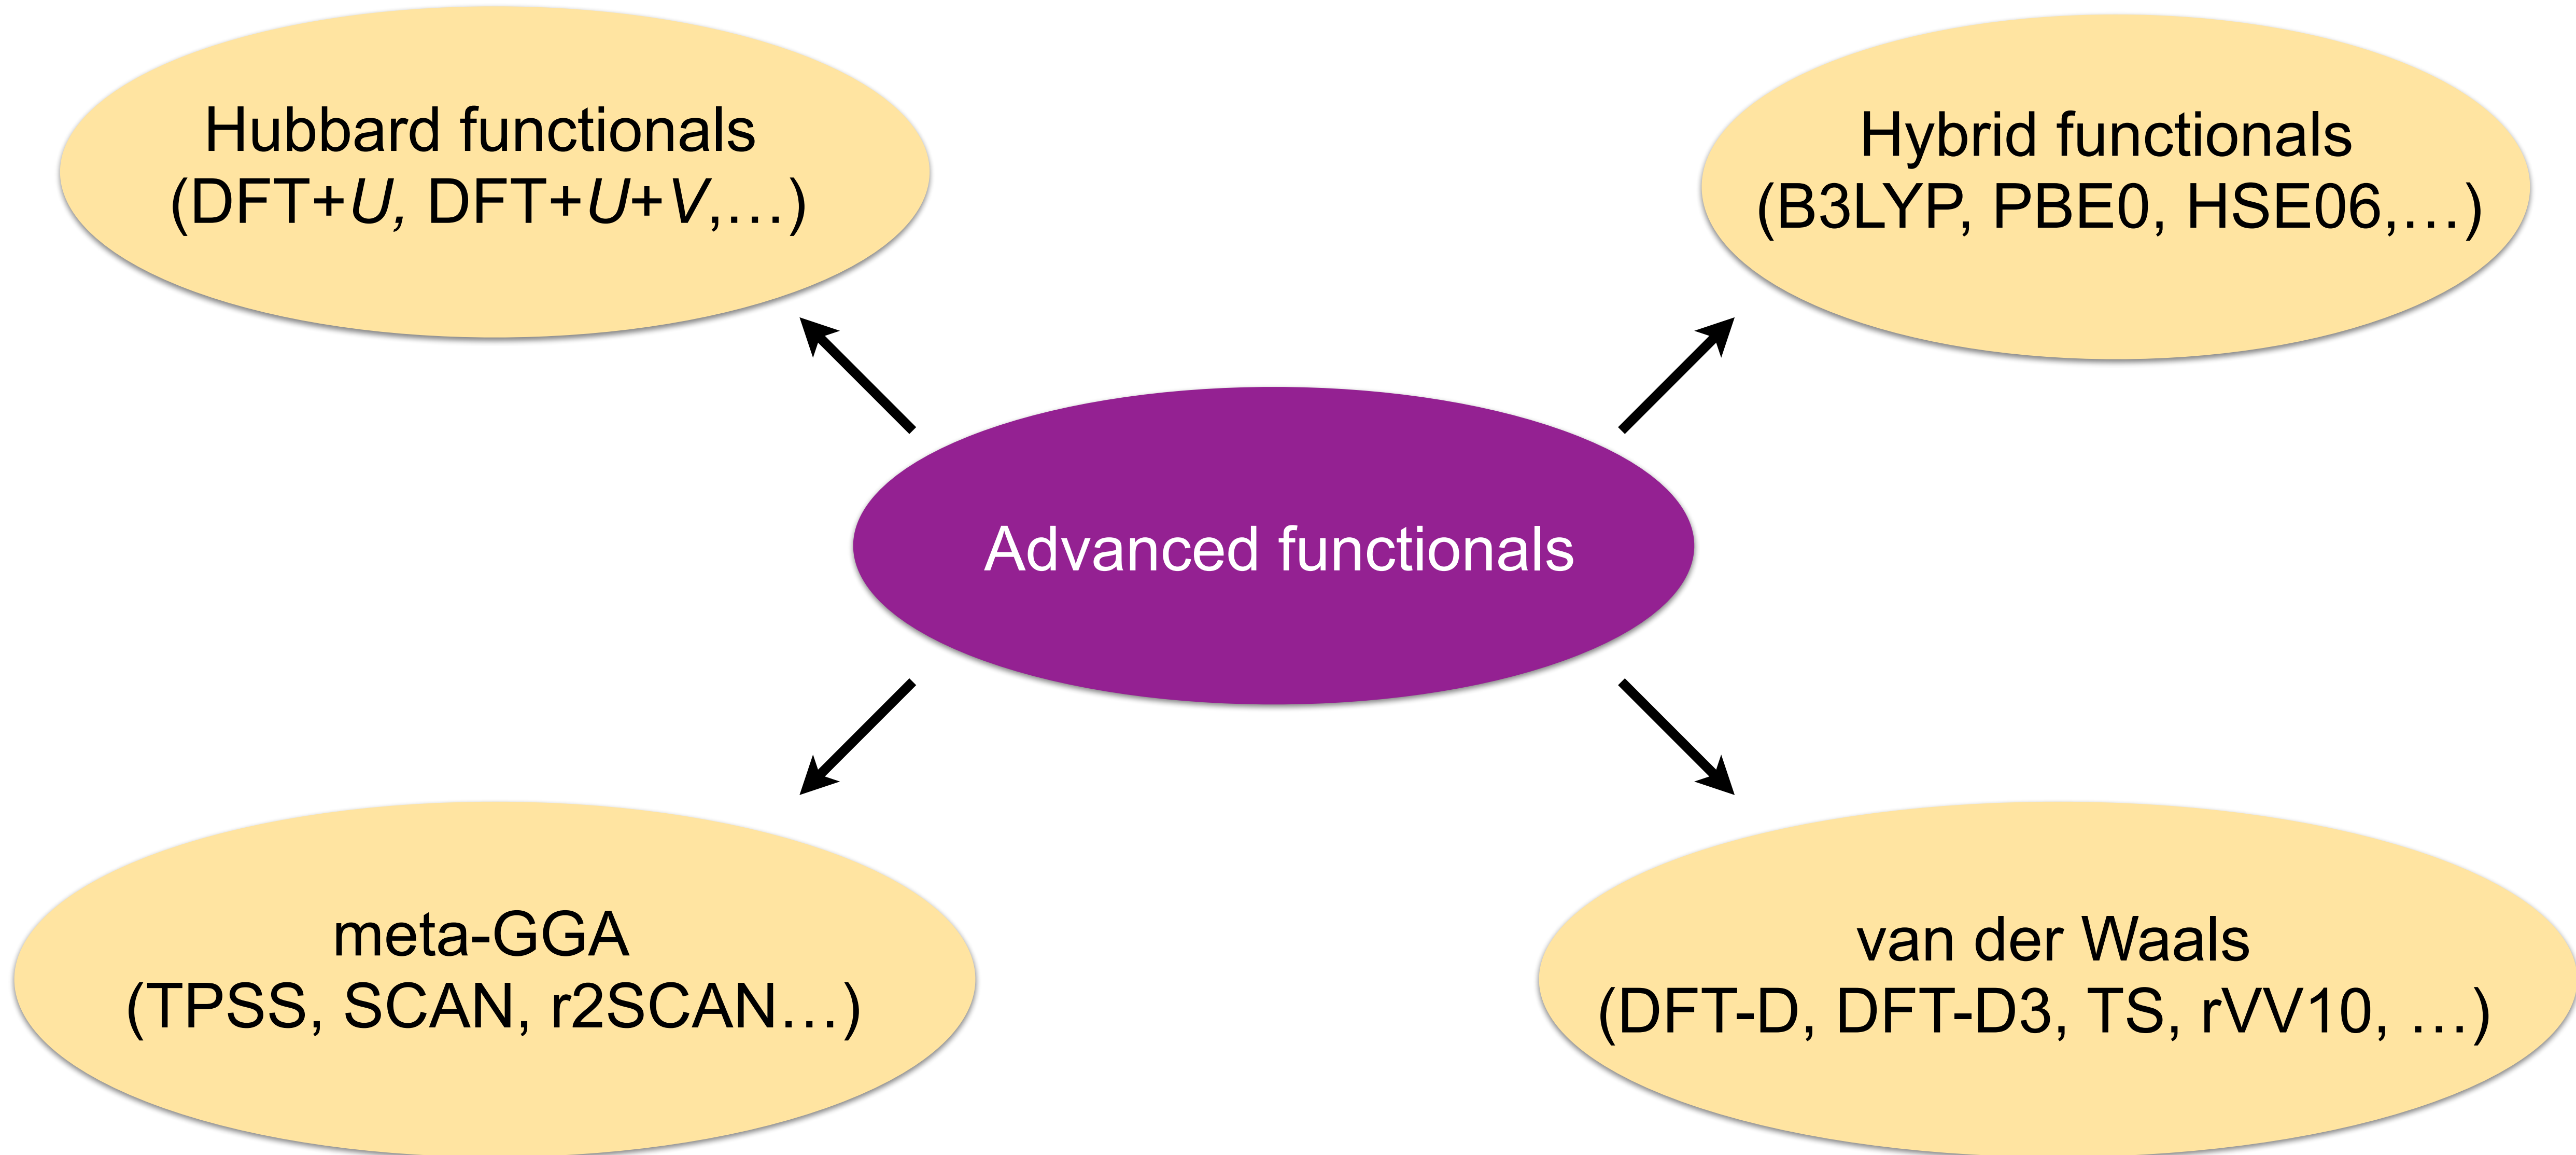 Hubbard functionals
(DFT+U, DFT+U+V,…)
Hybrid functionals
(B3LYP, PBE0, HSE06,…)
Advanced functionals
meta-GGA
(TPSS, SCAN, r2SCAN…)
van der Waals
(DFT-D, DFT-D3, TS, rVV10, …)